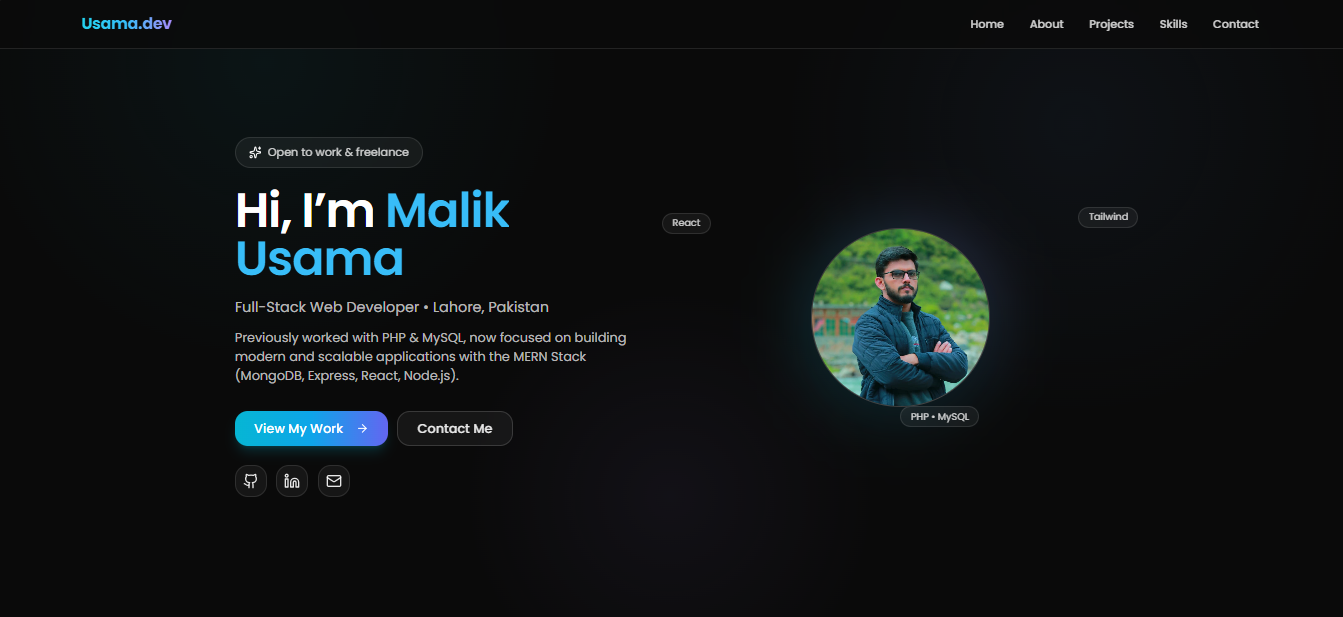 Usama.dev
Home
About
Projects
Skills
Contact
Open to work & freelance
Hi, I’m Malik
Usama
Full-Stack Web Developer • Lahore, Pakistan
Previously worked with PHP & MySQL, now focused on building
modern and scalable applications with the MERN Stack
(MongoDB, Express, React, Node.js).
View My Work
Contact Me
React
Tailwind
PHP • MySQL